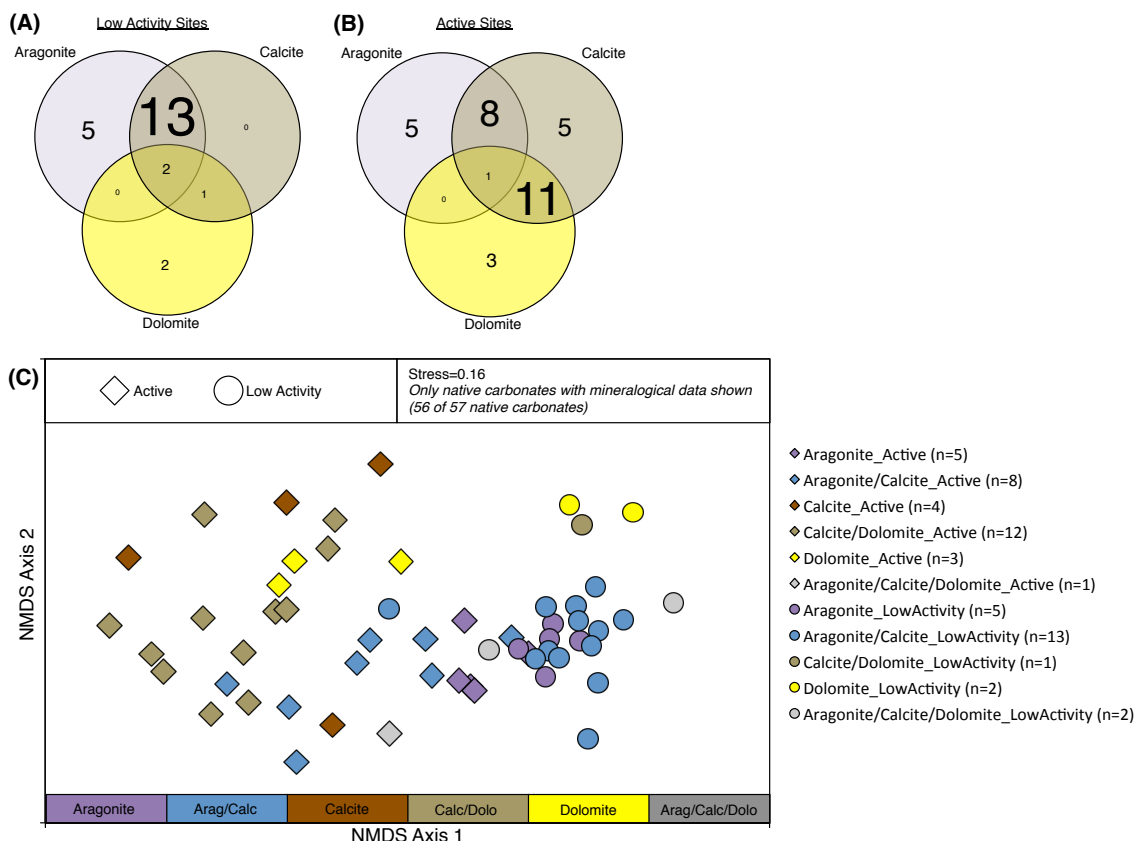 (A)
Low Activity Sites
Aragonite
Calcite
5
13
0
2
0
1
2
Dolomite
(B)
Active Sites
Aragonite
Calcite
5
8
5
1
0
11
3
Dolomite
(C)
Active
Low Activity
Stress=0.16
Only native carbonates with mineralogical data shown
(56 of 57 native carbonates)
NMDS Axis 2
Aragonite
Arag/Calc
Calcite
Calc/Dolo
Dolomite
Arag/Calc/Dolo
NMDS Axis 1
Aragonite_Active (n=5)
Aragonite/Calcite_Active (n=8)
Calcite_Active (n=4)
Calcite/Dolomite_Active (n=12)
Dolomite_Active (n=3)
Aragonite/Calcite/Dolomite_Active (n=1)
Aragonite_LowActivity (n=5)
Aragonite/Calcite_LowActivity (n=13)
Calcite/Dolomite_LowActivity (n=1)
Dolomite_LowActivity (n=2)
Aragonite/Calcite/Dolomite_LowActivity (n=2)